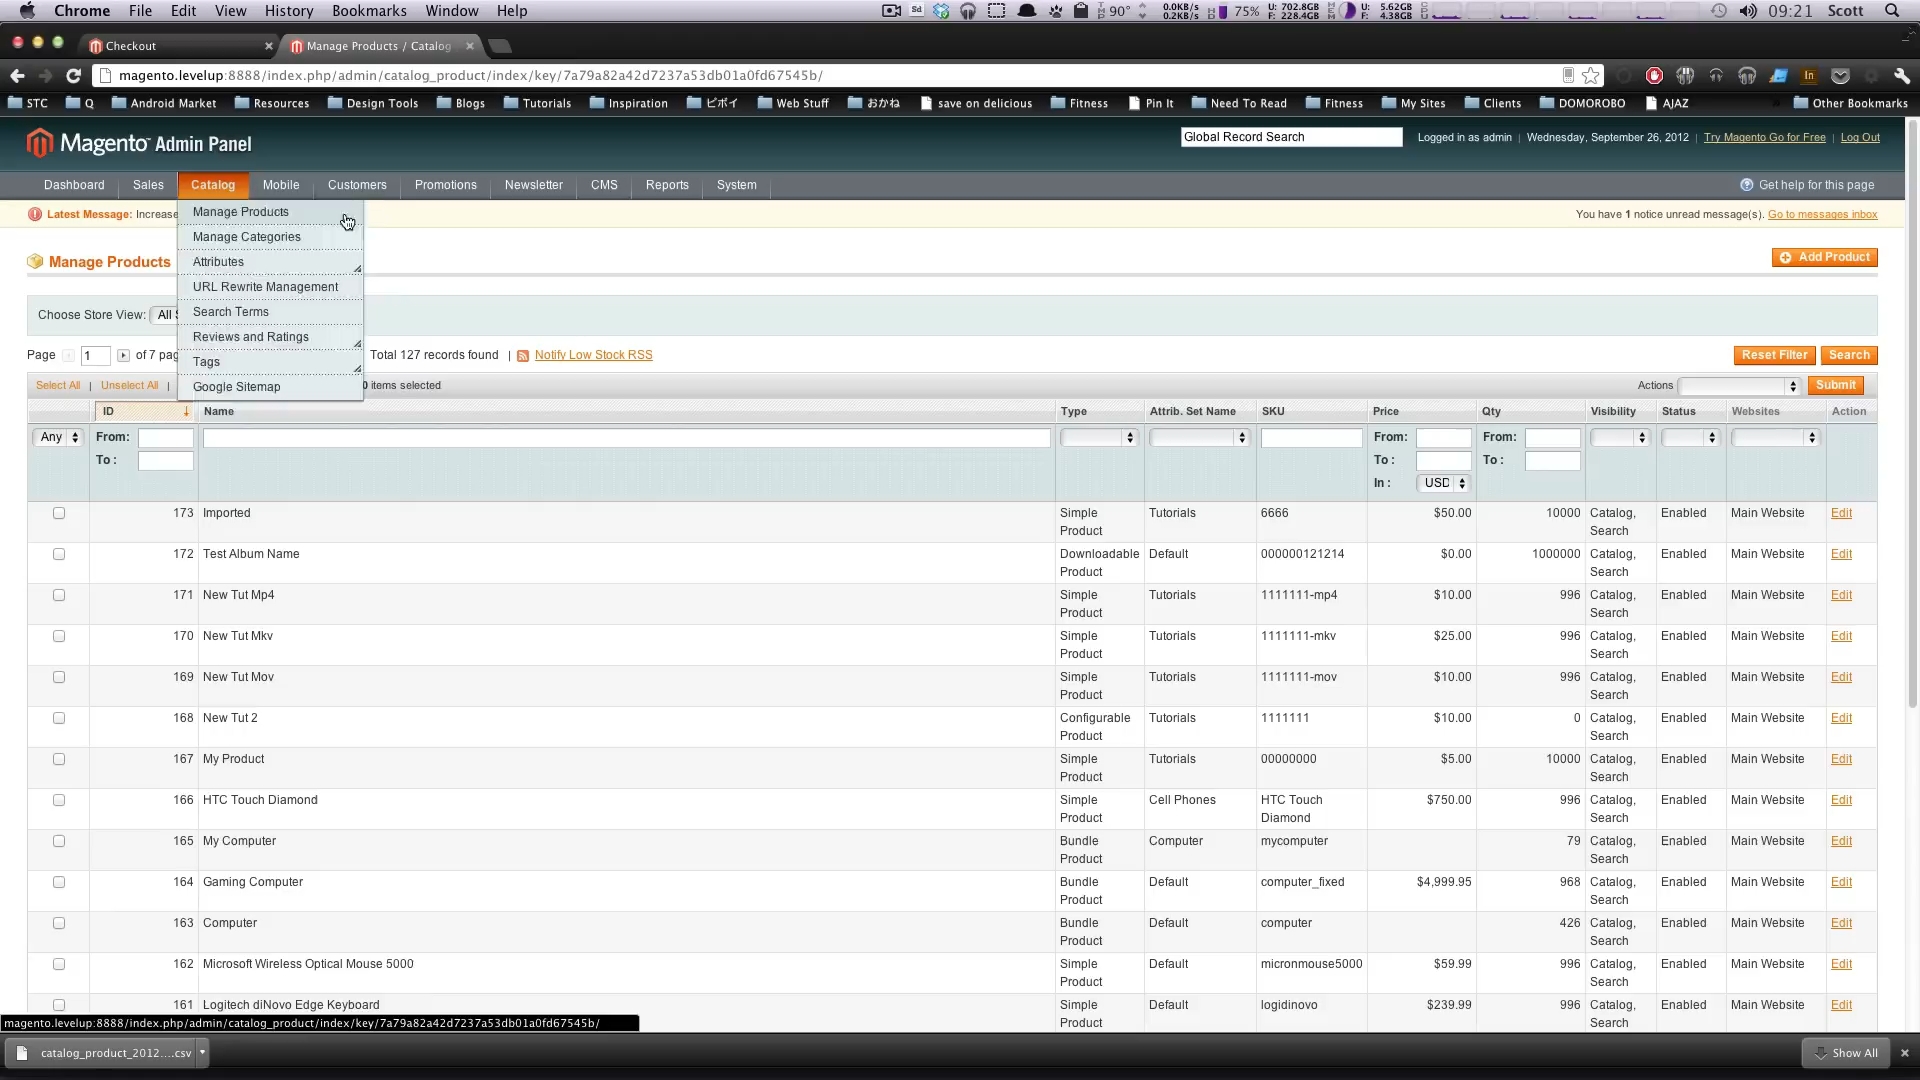 Chrome File Edit View History Bookmarks Window Help 90° 0.0KB/s 0.2KB/s 75% U: 702.8GB F: 228.4GB U: 5.62GB F: 4.38GB 09:21 Scott
Checkout Manage Products / Catalog
magento.levelup:8888/index.php/admin/catalog_product/index/key/7a79a82a42d7237a53db01a0fd67545b/
STC Q Android Market Resources Design Tools Blogs Tutorials Inspiration ビボイ Web Stuff おかね save on delicious Fitness Pin It Need To Read Fitness My Sites Clients DOMOROBO AJAZ Other Bookmarks
Magento Admin Panel Global Record Search Logged in as admin | Wednesday, September 26, 2012 | Try Magento Go for Free | Log Out
Dashboard Sales Catalog Mobile Customers Promotions Newsletter CMS Reports System Get help for this page
Latest Message: Increase You have 1 notice unread message(s). Go to messages inbox
Manage Products
Manage Categories
Attributes
URL Rewrite Management
Search Terms
Reviews and Ratings
Tags
Google Sitemap
Manage Products Add Product
Choose Store View: All S
Page 1 of 7 pag Total 127 records found | Notify Low Stock RSS Reset Filter Search
Select All | Unselect All | 0 items selected Actions Submit
ID Name Type Attrib. Set Name SKU Price Qty Visibility Status Websites Action
Any From: From: From:
To : To : To :
In : USD
173 Imported Simple Product Tutorials 6666 $50.00 10000 Catalog, Search Enabled Main Website Edit
172 Test Album Name Downloadable Product Default 000000121214 $0.00 1000000 Catalog, Search Enabled Main Website Edit
171 New Tut Mp4 Simple Product Tutorials 1111111-mp4 $10.00 996 Catalog, Search Enabled Main Website Edit
170 New Tut Mkv Simple Product Tutorials 1111111-mkv $25.00 996 Catalog, Search Enabled Main Website Edit
169 New Tut Mov Simple Product Tutorials 1111111-mov $10.00 996 Catalog, Search Enabled Main Website Edit
168 New Tut 2 Configurable Product Tutorials 1111111 $10.00 0 Catalog, Search Enabled Main Website Edit
167 My Product Simple Product Tutorials 00000000 $5.00 10000 Catalog, Search Enabled Main Website Edit
166 HTC Touch Diamond Simple Product Cell Phones HTC Touch Diamond $750.00 996 Catalog, Search Enabled Main Website Edit
165 My Computer Bundle Product Computer mycomputer 79 Catalog, Search Enabled Main Website Edit
164 Gaming Computer Bundle Product Default computer_fixed $4,999.95 968 Catalog, Search Enabled Main Website Edit
163 Computer Bundle Product Default computer 426 Catalog, Search Enabled Main Website Edit
162 Microsoft Wireless Optical Mouse 5000 Simple Product Default micronmouse5000 $59.99 996 Catalog, Search Enabled Main Website Edit
161 Logitech diNovo Edge Keyboard Simple Product Default logidinovo $239.99 996 Catalog, Search Enabled Main Website Edit
magento.levelup:8888/index.php/admin/catalog_product/index/key/7a79a82a42d7237a53db01a0fd67545b/
catalog_product_2012....csv Show All